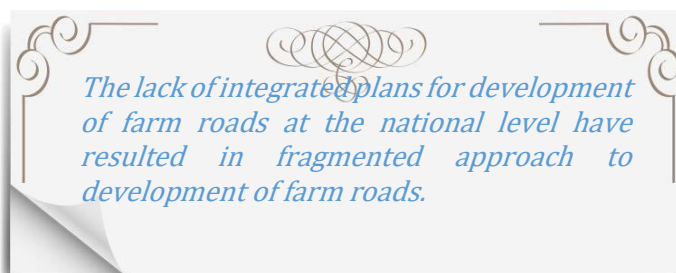 The lack of integrated plans for development
of farm roads at the national level have
resulted in fragmented approach to
development of farm roads.